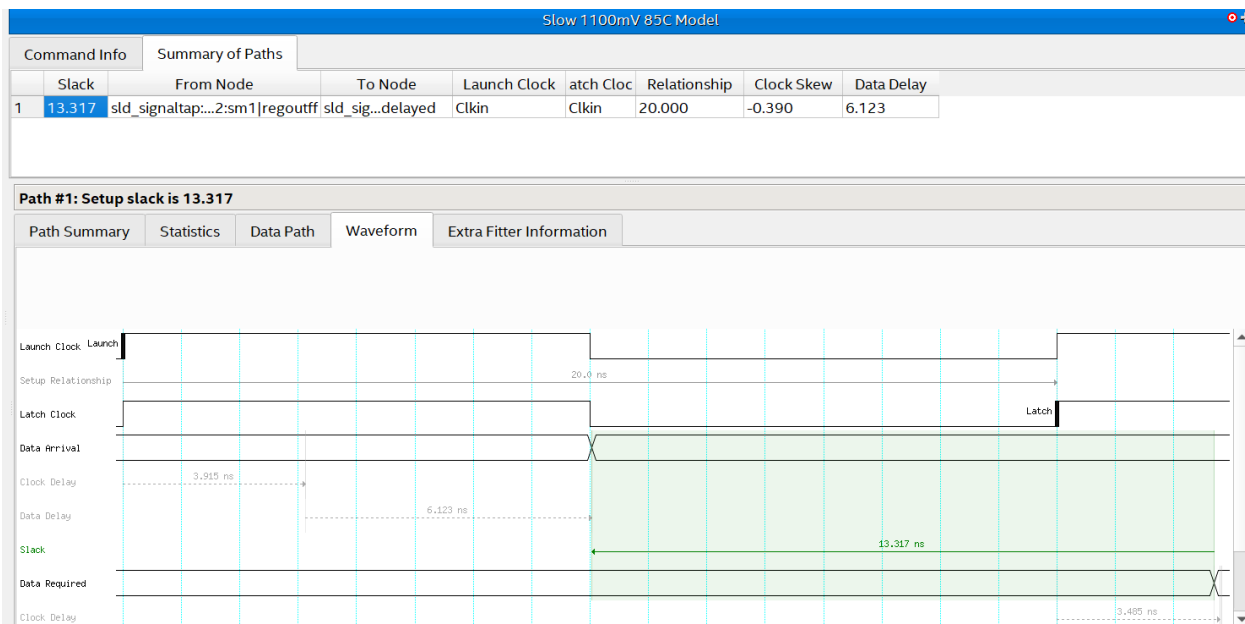 Slow 1100mV 85C Model
Command Info Summary of Paths
Slack From Node To Node Launch Clock atch Cloc Relationship Clock Skew Data Delay
1 13.317 sld_signaltap:...2:sm1|regoutff sld_sig...delayed Clkin Clkin 20.000 -0.390 6.123
Path #1: Setup slack is 13.317
Path Summary Statistics Data Path Waveform Extra Fitter Information
Launch Clock Launch
Setup Relationship 20.0 ns
Latch Clock Latch
Data Arrival
Clock Delay 3.915 ns
Data Delay 6.123 ns
Slack 13.317 ns
Data Required
Clock Delay 3.485 ns